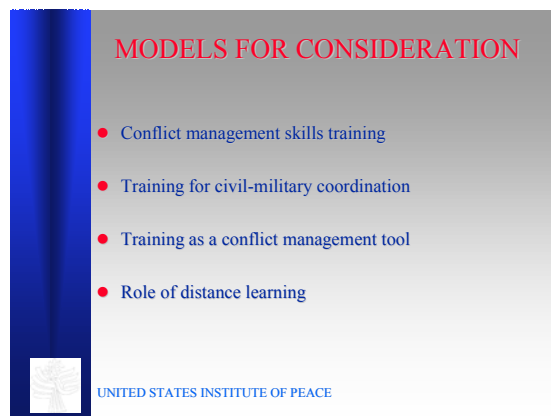 MODELS FOR CONSIDERATION
Conflict management skills training
Training for civil-military coordination
Training as a conflict management tool
Role of distance learning
UNITED STATES INSTITUTE OF PEACE